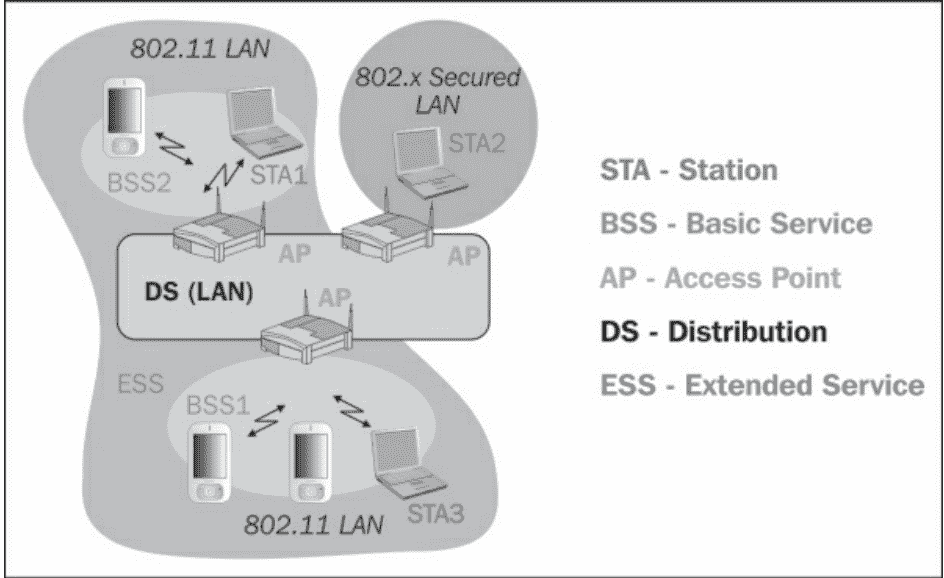 802.11 LAN
802.x Secured
LAN
STA2
BSS2
STA1
AP
AP
DS (LAN)
AP
ESS
BSS1
STA3
802.11 LAN
STA - Station
BSS - Basic Service
AP - Access Point
DS - Distribution
ESS - Extended Service